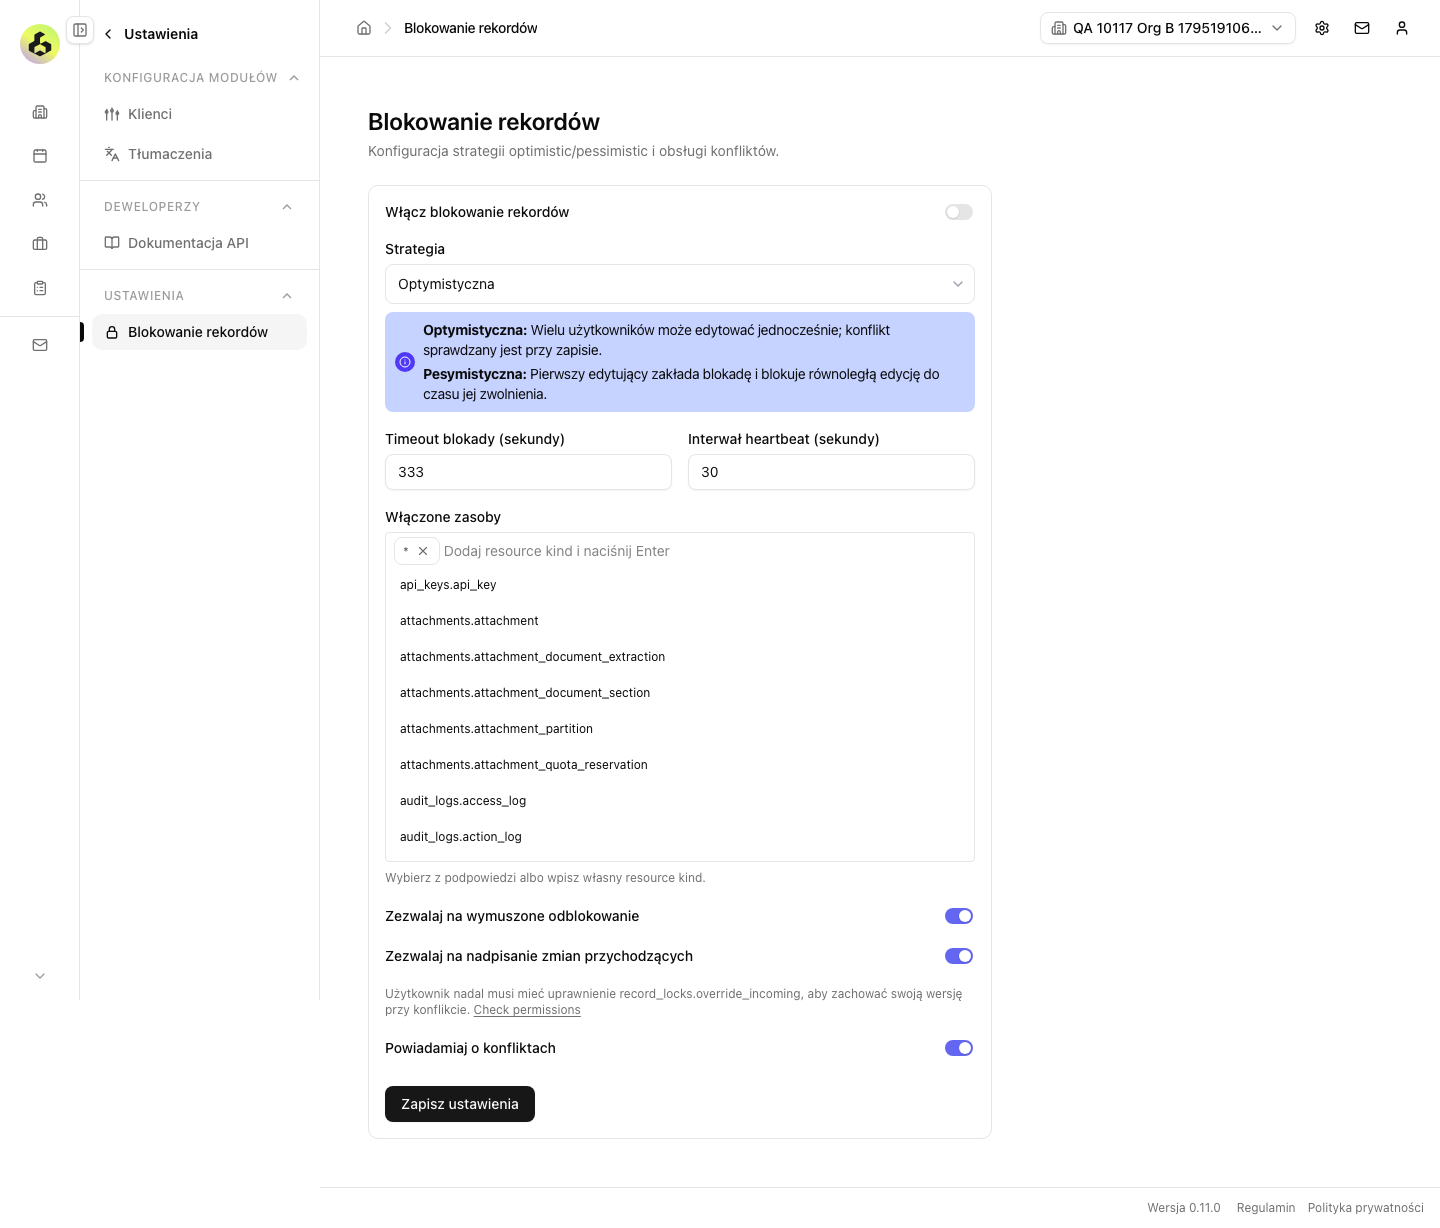 Ustawienia
KONFIGURACJA MODUŁÓW
Klienci
Tłumaczenia
DEWELOPERZY
Dokumentacja API
USTAWIENIA
Blokowanie rekordów
Blokowanie rekordów
QA 10117 Org B 179519106...
Blokowanie rekordów
Konfiguracja strategii optimistic/pessimistic i obsługi konfliktów.
Włącz blokowanie rekordów
Strategia
Optymistyczna
Optymistyczna: Wielu użytkowników może edytować jednocześnie; konflikt
sprawdzany jest przy zapisie.
Pesymistyczna: Pierwszy edytujący zakłada blokadę i blokuje równoległą edycję do
czasu jej zwolnienia.
Timeout blokady (sekundy)
Interwał heartbeat (sekundy)
333
30
Włączone zasoby
* Dodaj resource kind i naciśnij Enter
api_keys.api_key
attachments.attachment
attachments.attachment_document_extraction
attachments.attachment_document_section
attachments.attachment_partition
attachments.attachment_quota_reservation
audit_logs.access_log
audit_logs.action_log
Wybierz z podpowiedzi albo wpisz własny resource kind.
Zezwalaj na wymuszone odblokowanie
Zezwalaj na nadpisanie zmian przychodzących
Użytkownik nadal musi mieć uprawnienie record_locks.override_incoming, aby zachować swoją wersję
przy konflikcie. Check permissions
Powiadamiaj o konfliktach
Zapisz ustawienia
Wersja 0.11.0 Regulamin Polityka prywatności